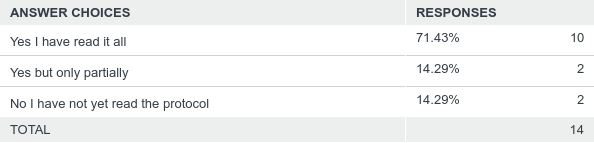 ANSWER CHOICES RESPONSES
Yes I have read it all 71.43% 10
Yes but only partially 14.29% 2
No I have not yet read the protocol 14.29% 2
TOTAL 14